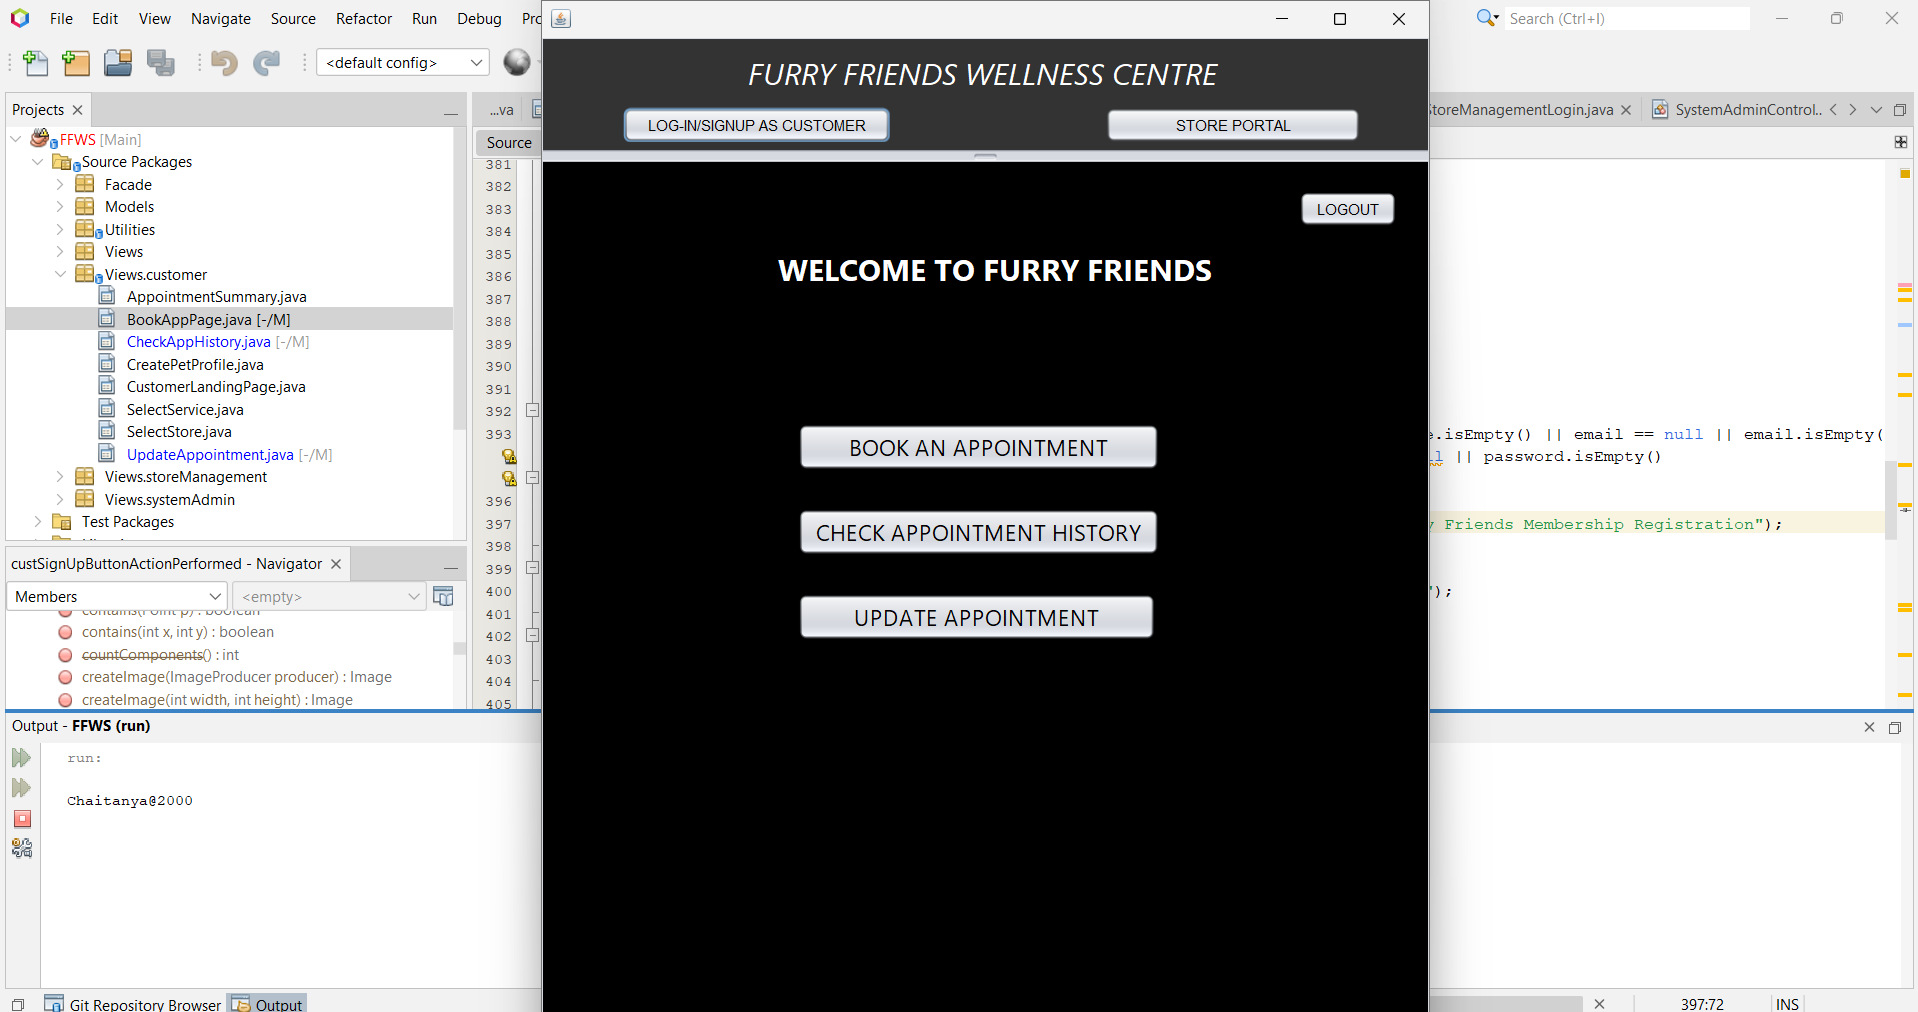 File Edit View Navigate Source Refactor Run Debug
Search (Ctrl+I)
<default config>
FURRY FRIENDS WELLNESS CENTRE
LOG-IN/SIGNUP AS CUSTOMER
STORE PORTAL
Projects
...va
toreManagementLogin.java
SystemAdminControl..
FFWS [Main]
Source Packages
Facade
Models
Utilities
Views
Views.customer
AppointmentSummary.java
BookAppPage.java [-/M]
CheckAppHistory.java [-/M]
CreatePetProfile.java
CustomerLandingPage.java
SelectService.java
SelectStore.java
UpdateAppointment.java [-/M]
Views.storeManagement
Views.systemAdmin
Test Packages
Source
381
382
383
384
385
386
387
388
389
390
391
392
393
396
397
398
399
400
401
402
403
404
405
LOGOUT
WELCOME TO FURRY FRIENDS
BOOK AN APPOINTMENT
CHECK APPOINTMENT HISTORY
UPDATE APPOINTMENT
e.isEmpty() || email == null || email.isEmpty(
ll || password.isEmpty()
y Friends Membership Registration");
");
custSignUpButtonActionPerformed - Navigator
Members
<empty>
contains(Point p) : boolean
contains(int x, int y) : boolean
countComponents() : int
createImage(ImageProducer producer) : Image
createImage(int width, int height) : Image
Output - FFWS (run)
run:
Chaitanya@2000
Git Repository Browser
Output
397:72
INS